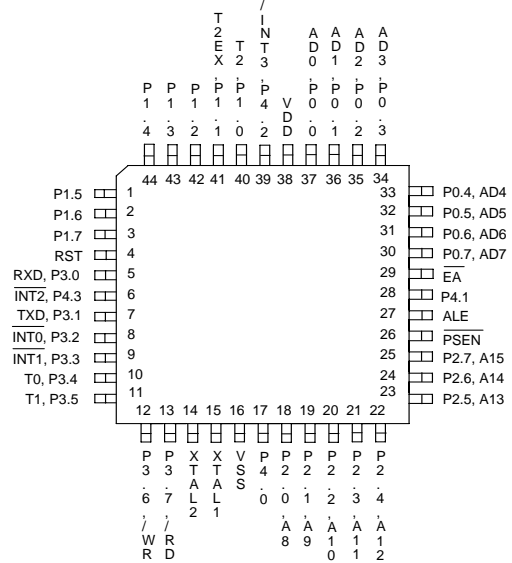 P1.4
P1.3
P1.2
T2EX,P1.1
T2,P1.0
/INT3,P4.2
VDD
AD0,P0.0
AD1,P0.1
AD2,P0.2
AD3,P0.3
44 43 42 41 40 39 38 37 36 35 34
P1.5 1
P1.6 2
P1.7 3
RST 4
RXD, P3.0 5
INT2, P4.3 6
TXD, P3.1 7
INT0, P3.2 8
INT1, P3.3 9
T0, P3.4 10
T1, P3.5 11
33 P0.4, AD4
32 P0.5, AD5
31 P0.6, AD6
30 P0.7, AD7
29 EA
28 P4.1
27 ALE
26 PSEN
25 P2.7, A15
24 P2.6, A14
23 P2.5, A13
12 13 14 15 16 17 18 19 20 21 22
P3.6,/WR
P3.7,/RD
XTAL2
XTAL1
VSS
P4.0
P2.0,A8
P2.1,A9
P2.2,A10
P2.3,A11
P2.4,A12